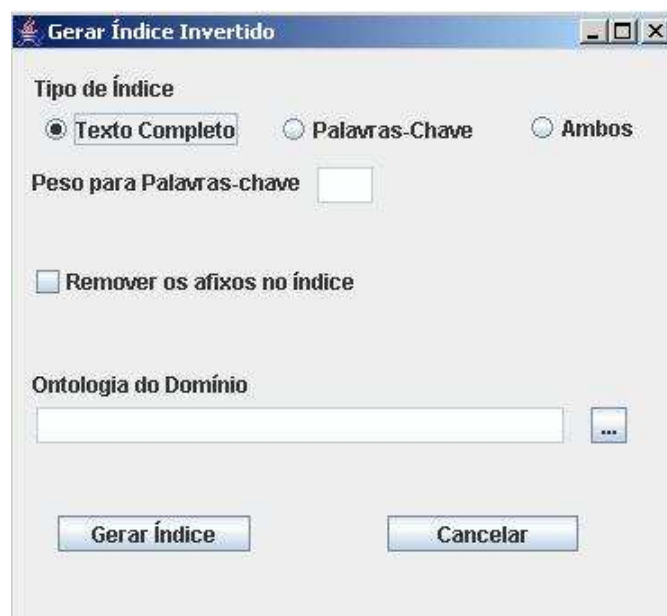 Gerar Índice Invertido
Tipo de Índice
Texto Completo Palavras-Chave Ambos
Peso para Palavras-chave
Remover os afixos no índice
Ontologia do Domínio
...
Gerar Índice Cancelar